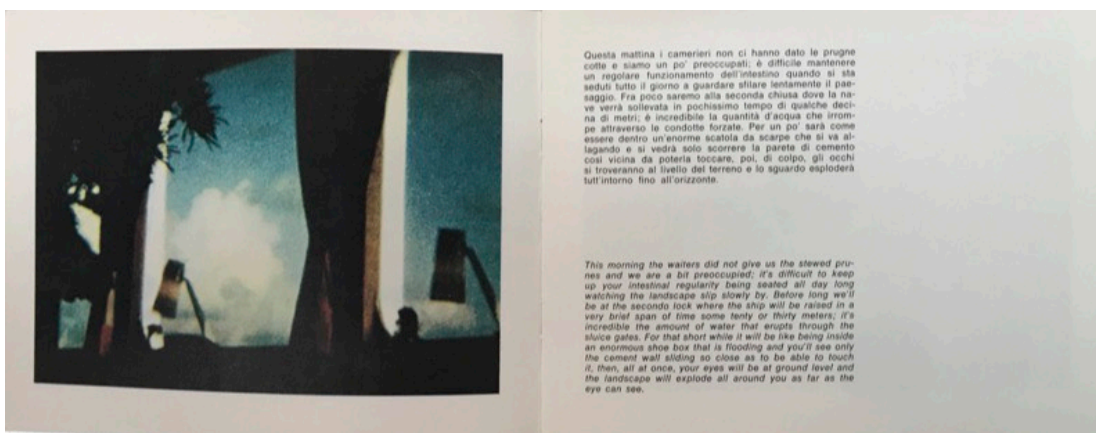 Questa mattina i camerieri non ci hanno dato le prugne
cotte e siamo un po' preoccupati; è difficile mantenere
un regolare funzionamento dell'intestino quando si sta
seduti tutto il giorno a guardare sfilare lentamente il pae-
saggio. Fra poco saremo alla seconda chiusa dove la na-
ve verrà sollevata in pochissimo tempo di qualche deci-
na di metri; è incredibile la quantità d'acqua che irrom-
pe attraverso le condotte forzate. Per un po' sarà come
essere dentro un'enorme scatola da scarpe che si va al-
lagando e si vedrà solo scorrere la parete di cemento
così vicina da poterla toccare, poi, di colpo, gli occhi
si troveranno al livello del terreno e lo sguardo esploderà
tutt'intorno fino all'orizzonte.
This morning the waiters did not give us the stewed pru-
nes and we are a bit preoccupied; it's difficult to keep
up your intestinal regularity being seated all day long
watching the landscape slip slowly by. Before long we'll
be at the secondo lock where the ship will be raised in a
very brief span of time some tenty or thirty meters; it's
incredible the amount of water that erupts through the
sluice gates. For that short while it will be like being inside
an enormous shoe box that is flooding and you'll see only
the cement wall sliding so close as to be able to touch
it, then, all at once, your eyes will be at ground level and
the landscape will explode all around you as far as the
eye can see.